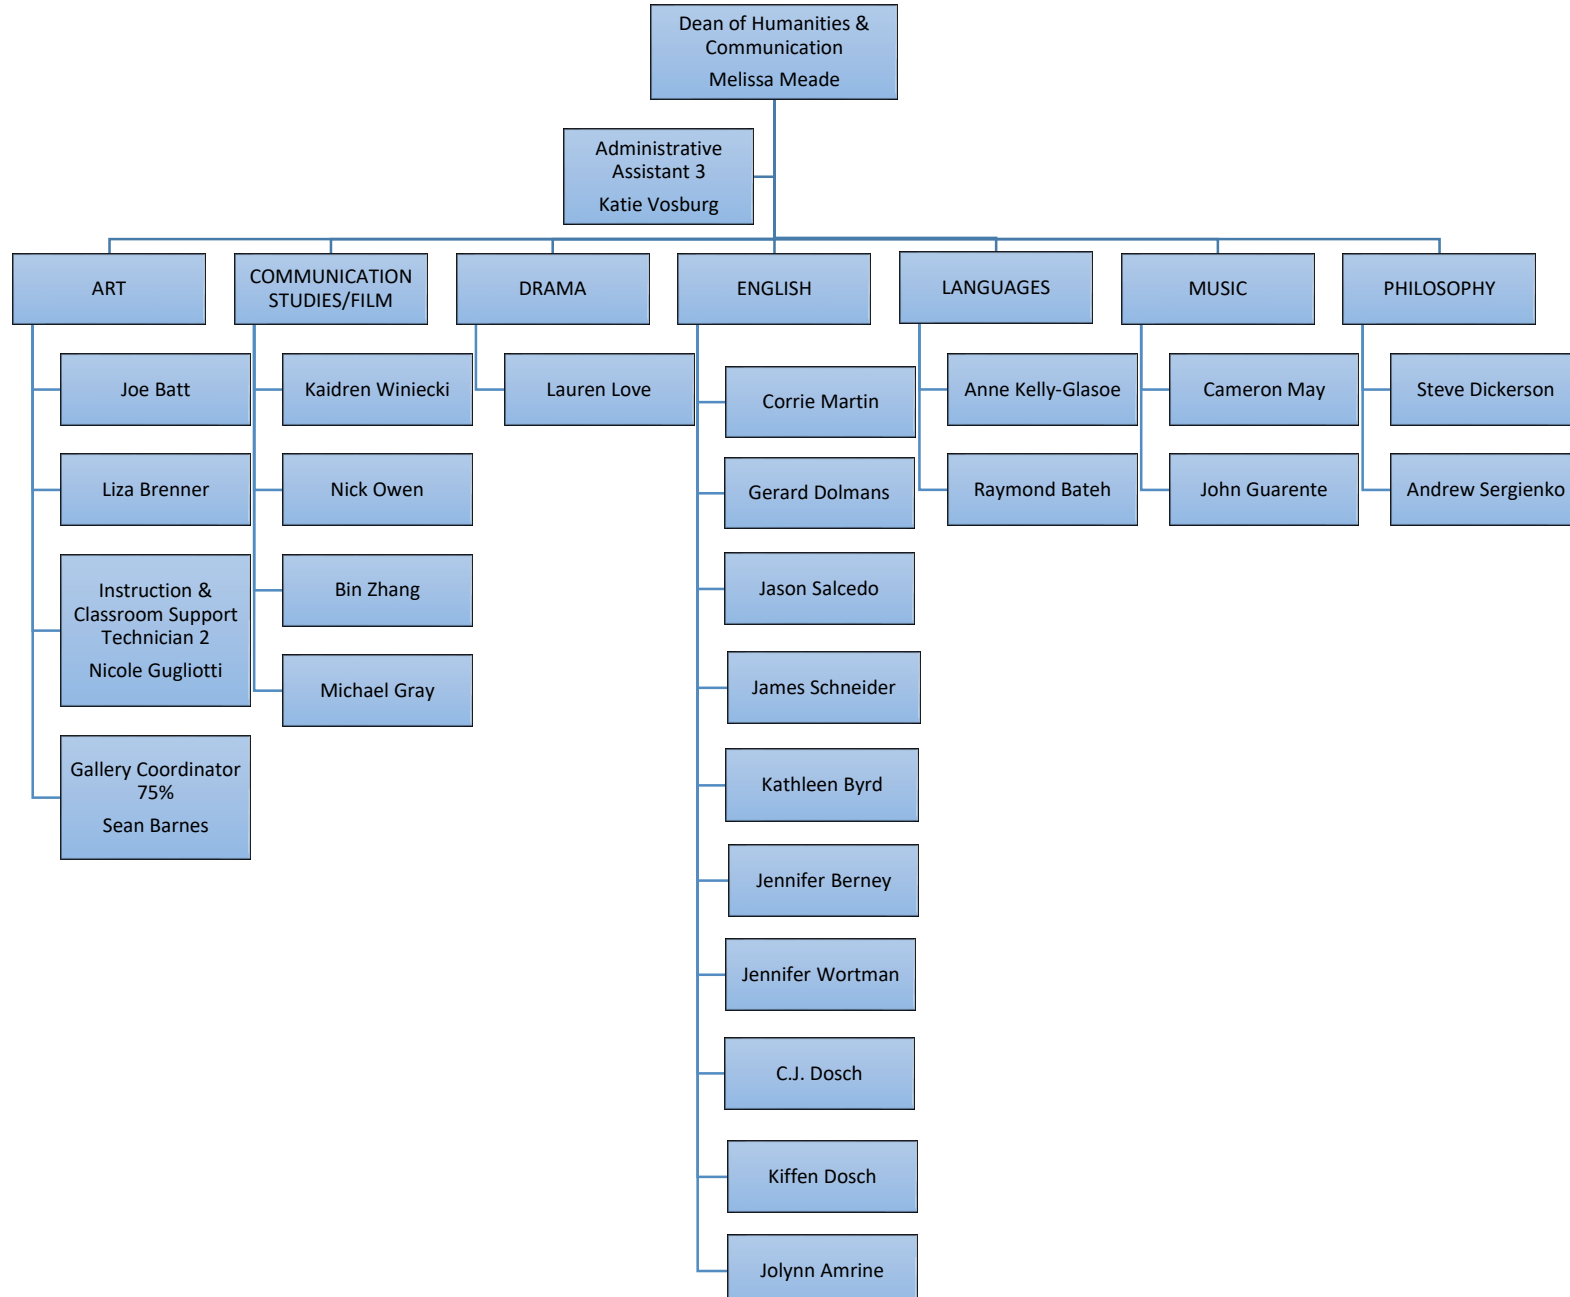 Dean of Humanities &
Communication
Melissa Meade
Administrative
Assistant 3
Katie Vosburg
ART
COMMUNICATION
STUDIES/FILM
DRAMA
ENGLISH
LANGUAGES
MUSIC
PHILOSOPHY
Joe Batt
Liza Brenner
Instruction &
Classroom Support
Technician 2
Nicole Gugliotti
Gallery Coordinator
75%
Sean Barnes
Kaidren Winiecki
Nick Owen
Bin Zhang
Michael Gray
Lauren Love
Corrie Martin
Gerard Dolmans
Jason Salcedo
James Schneider
Kathleen Byrd
Jennifer Berney
Jennifer Wortman
C.J. Dosch
Kiffen Dosch
Jolynn Amrine
Anne Kelly-Glasoe
Raymond Bateh
Cameron May
John Guarente
Steve Dickerson
Andrew Sergienko